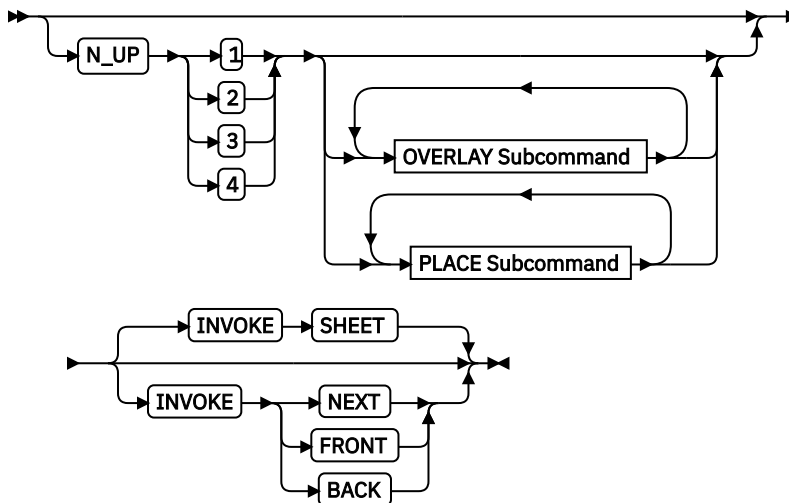 N_UP
1
2
3
4
OVERLAY Subcommand
PLACE Subcommand
INVOKE SHEET
INVOKE NEXT
FRONT
BACK